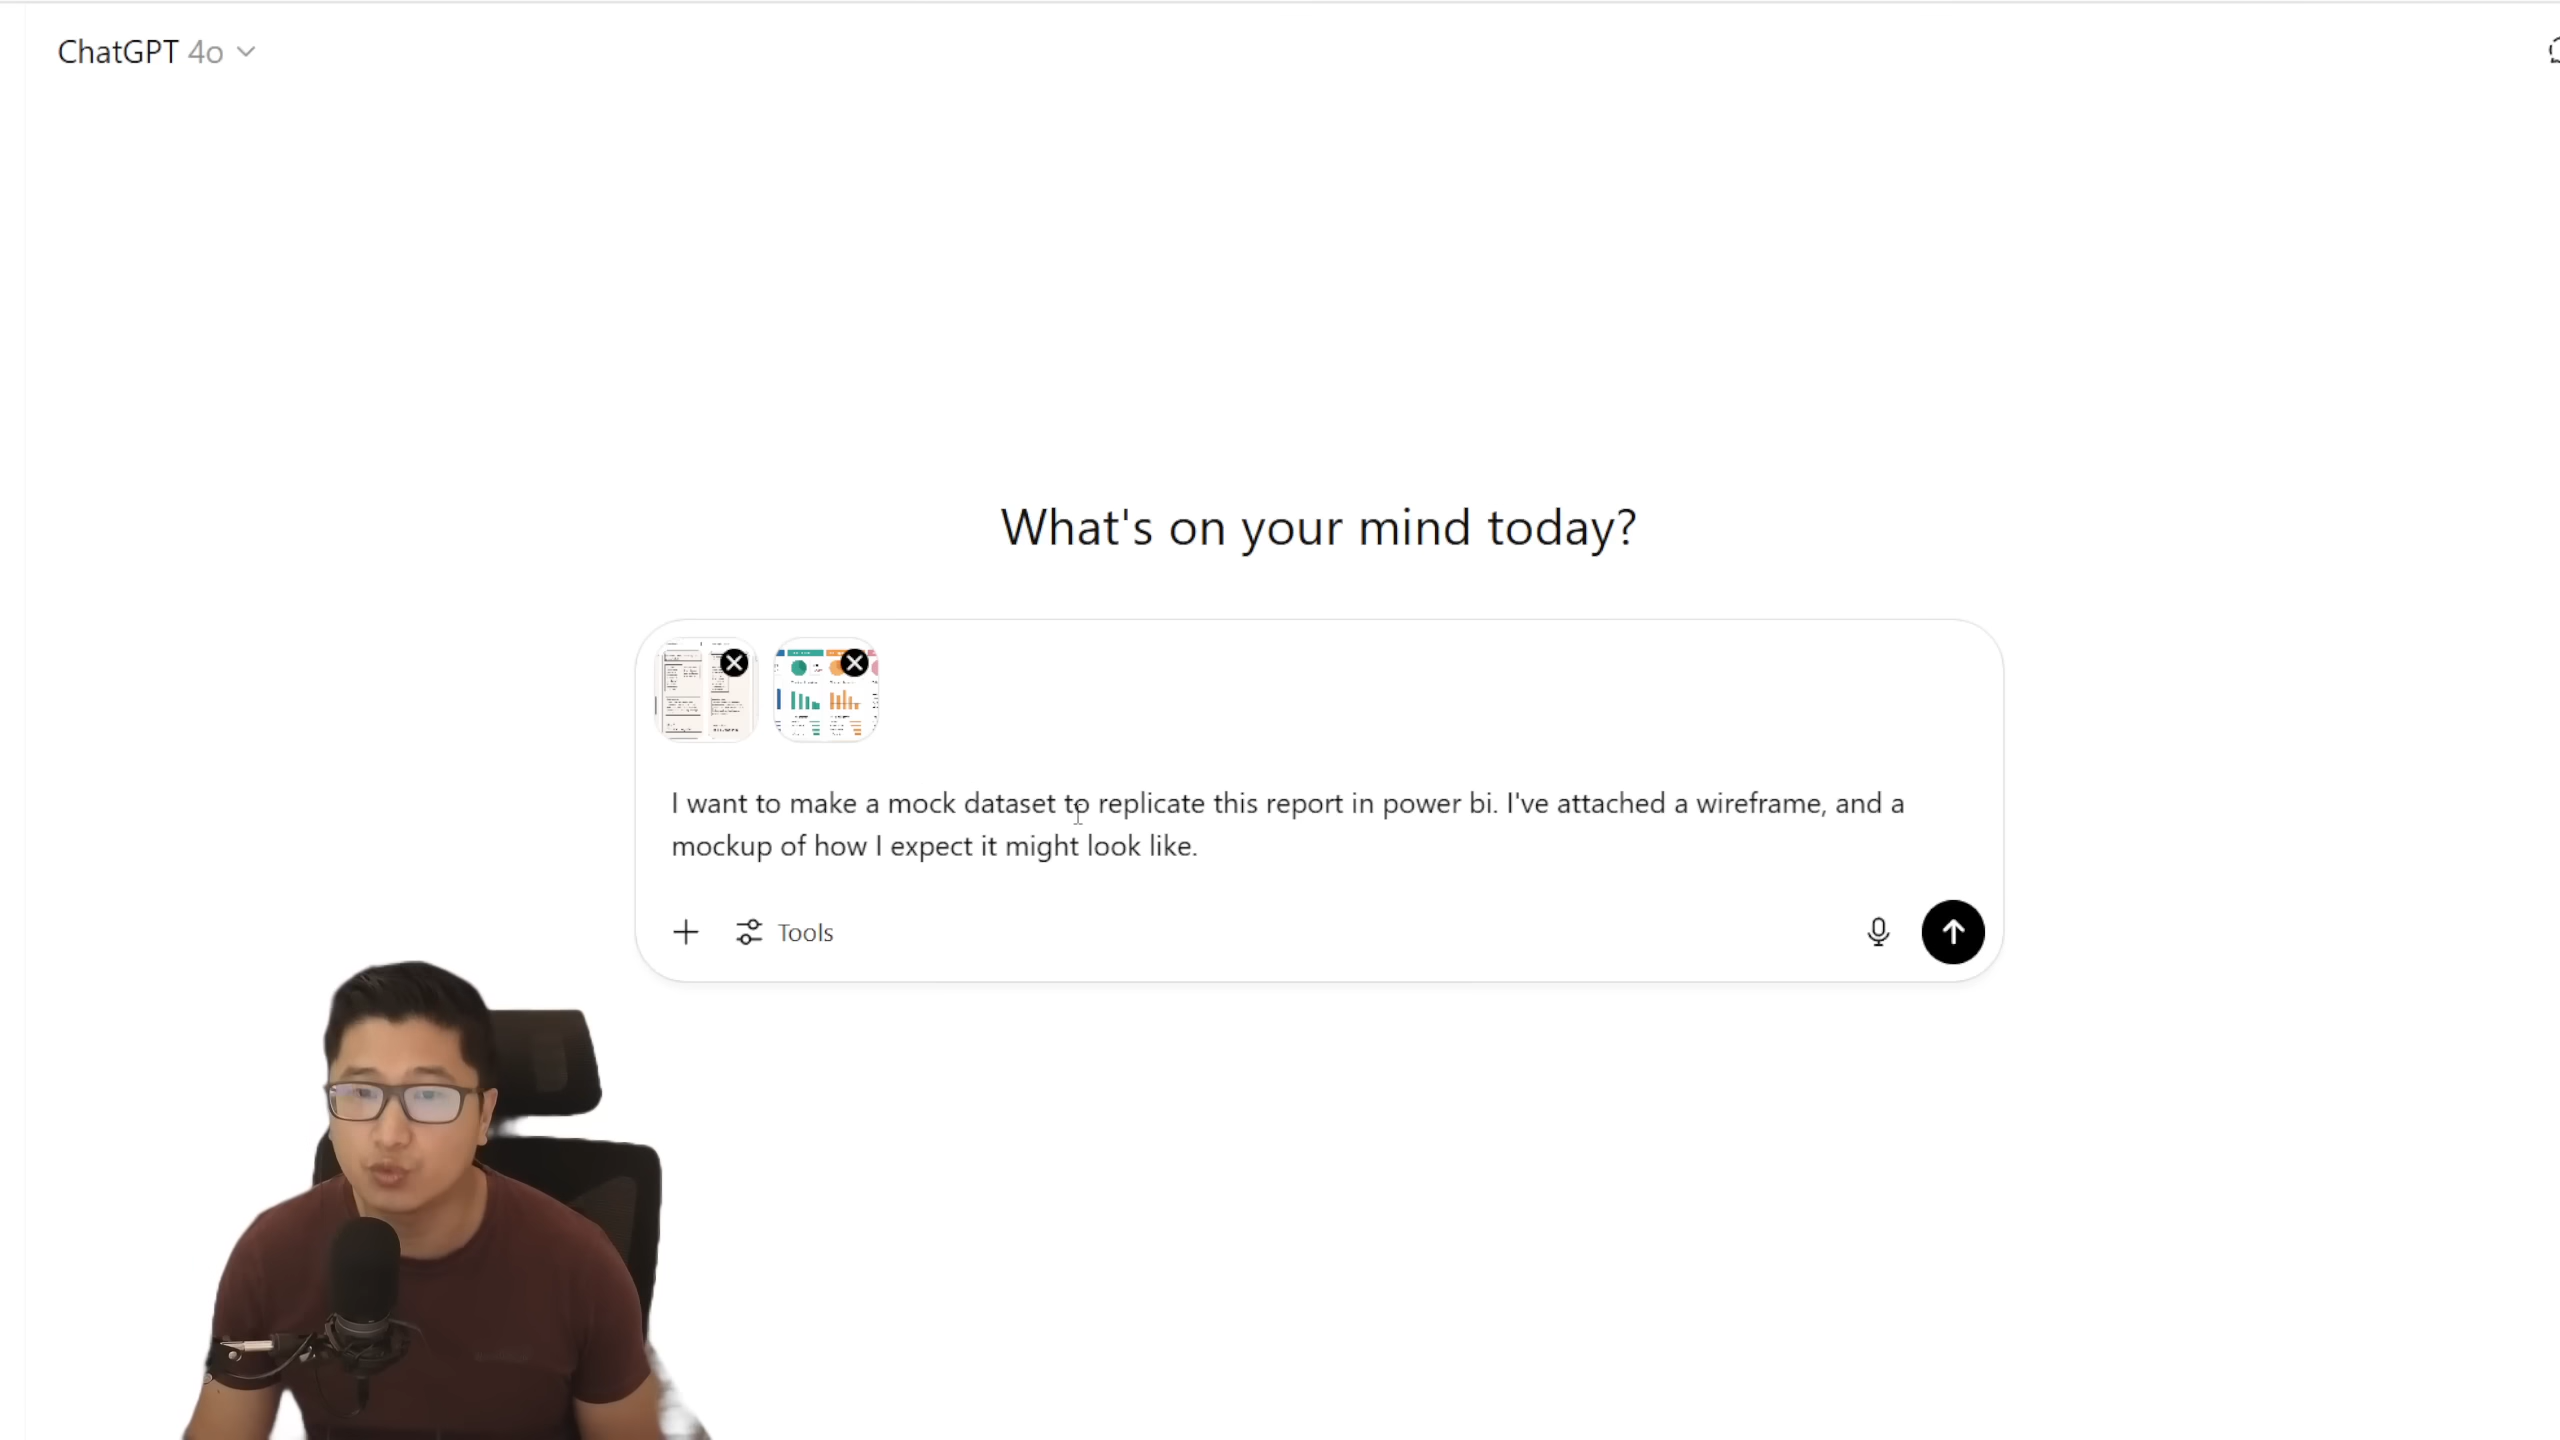 ChatGPT 4o
What's on your mind today?
I want to make a mock dataset to replicate this report in power bi. I've attached a wireframe, and a
mockup of how I expect it might look like.
Tools